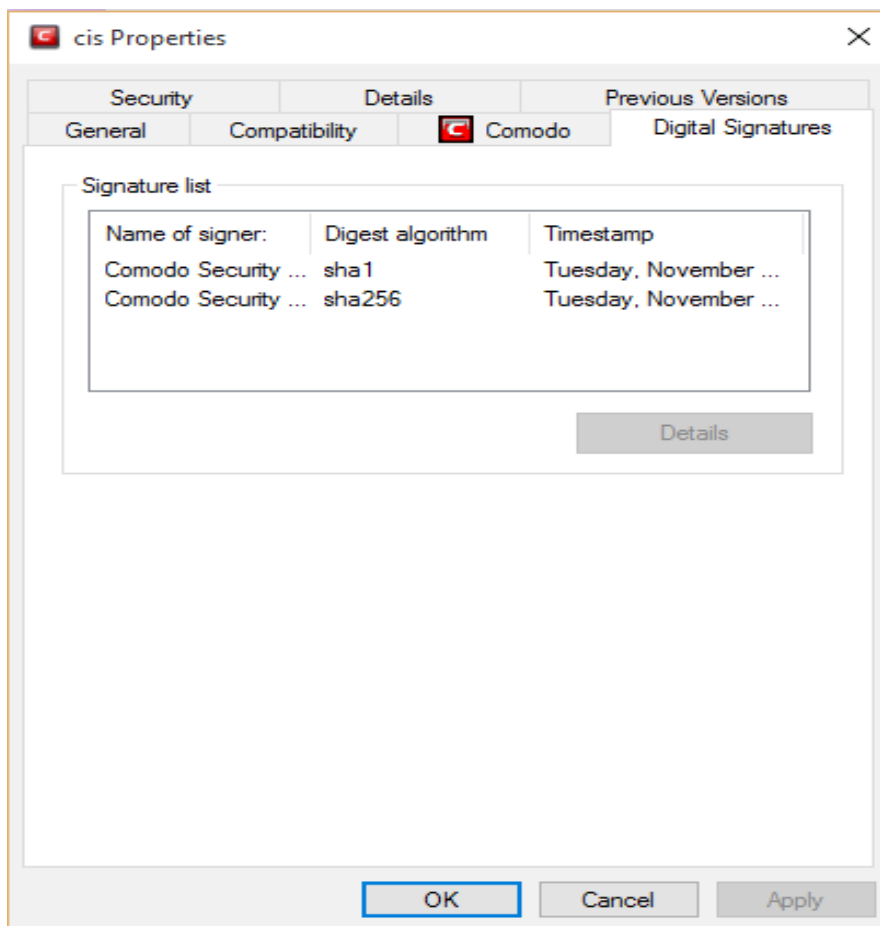 cis Properties
Security Details Previous Versions
General Compatibility Comodo Digital Signatures
Signature list
Name of signer: Digest algorithm Timestamp
Comodo Security ... sha1 Tuesday, November ...
Comodo Security ... sha256 Tuesday, November ...
Details
OK Cancel Apply